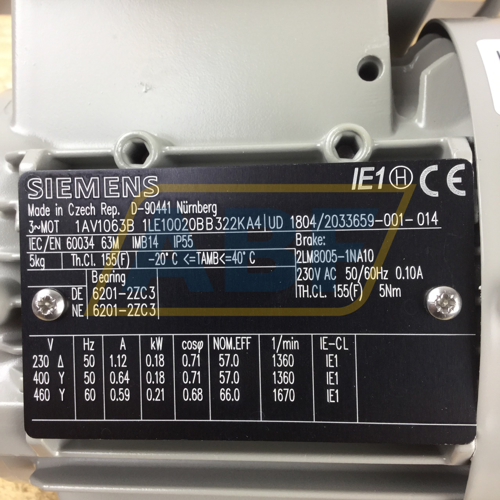 SIEMENS IE1 H CE
Made in Czech Rep. D-90441 Nürnberg
3~MOT 1AV1063B 1LE10020BB322KA4 UD 1804/2033659-001-014
IEC/EN 60034 63M IMB14 IP55 Brake:
5kg Th.Cl. 155(F) -20° C <=TAMB<=40° C 2LM8005-1NA10
Bearing 230V AC 50/60Hz 0.10A
DE 6201-2ZC3 TH.CL. 155(F) 5Nm
NE 6201-2ZC3
V Hz A kW cosφ NOM.EFF 1/min IE-CL
230 Δ 50 1.12 0.18 0.71 57.0 1360 IE1
400 Y 50 0.64 0.18 0.71 57.0 1360 IE1
460 Y 60 0.59 0.21 0.68 66.0 1670 IE1